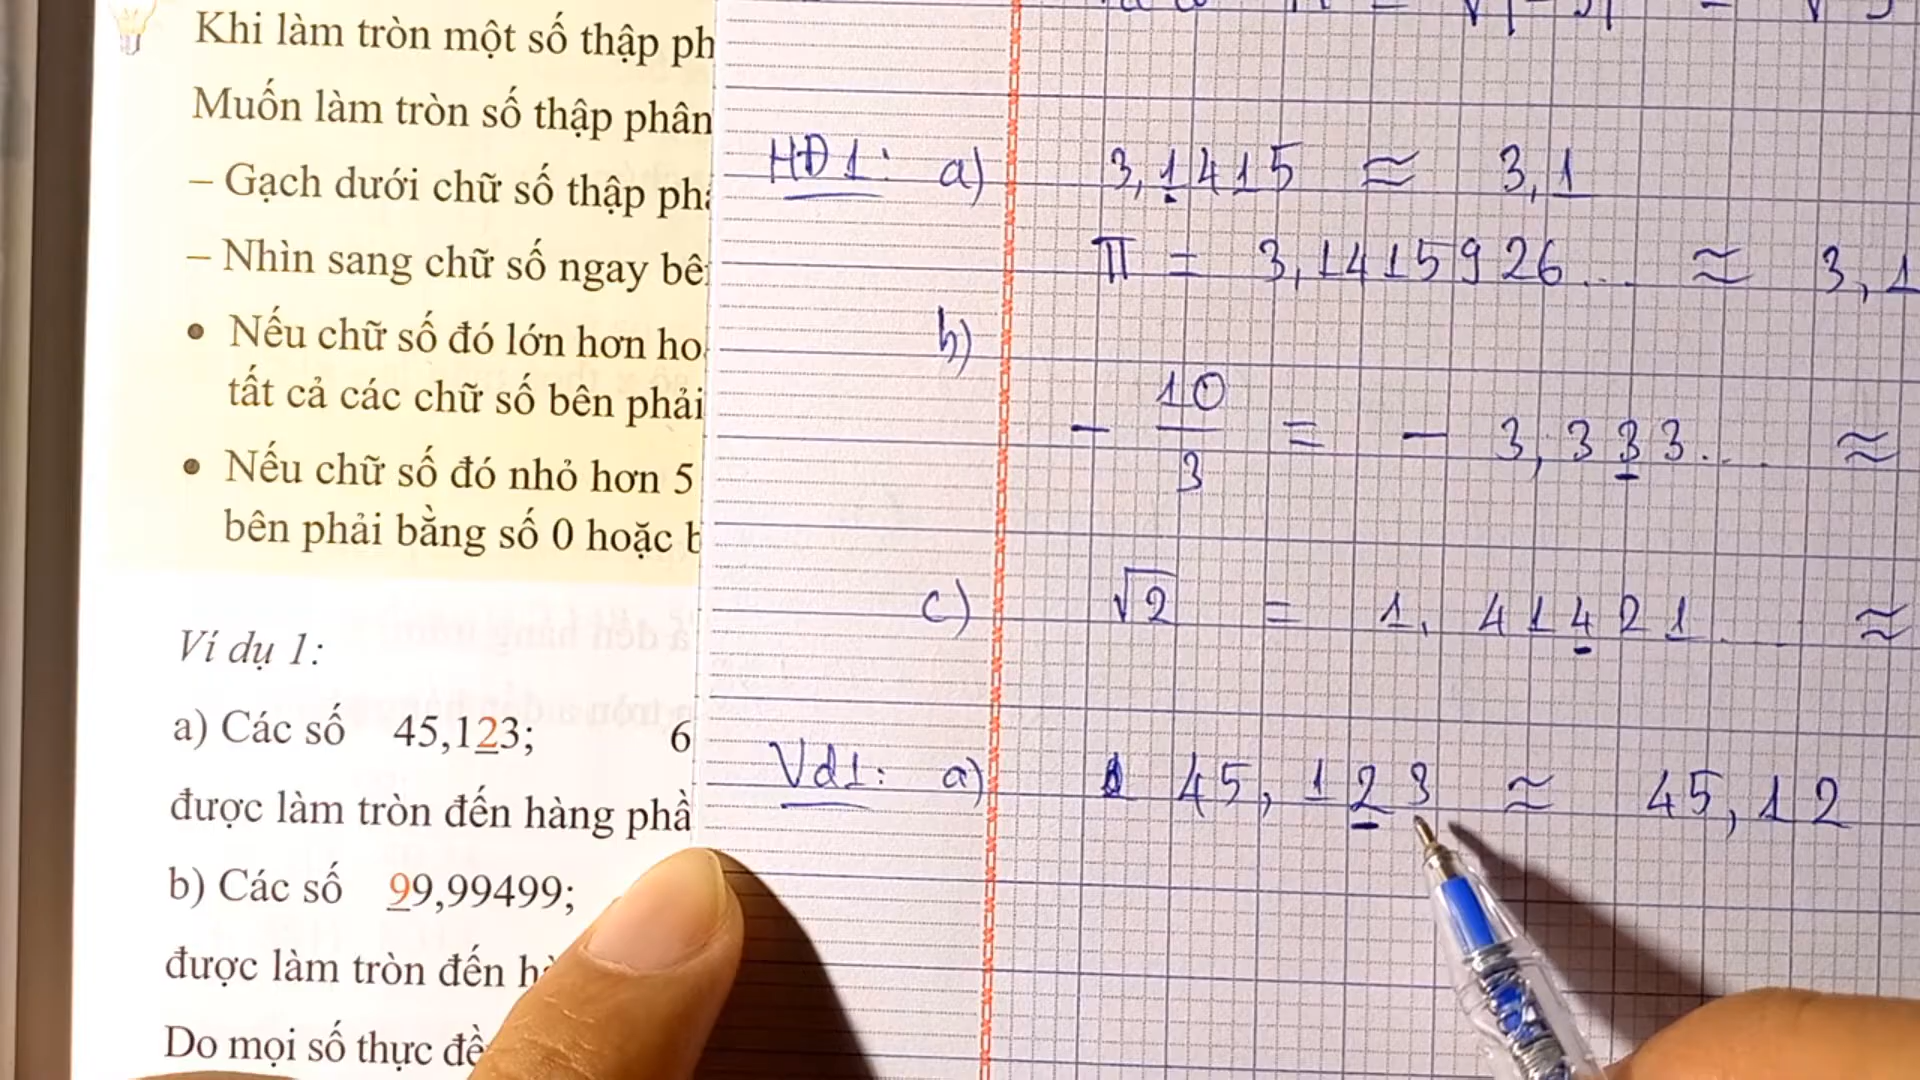 Khi làm tròn một số thập ph
Muốn làm tròn số thập phân
– Gạch dưới chữ số thập ph
– Nhìn sang chữ số ngay bê
• Nếu chữ số đó lớn hơn ho
tất cả các chữ số bên phải
• Nếu chữ số đó nhỏ hơn 5
bên phải bằng số 0 hoặc b
Ví dụ 1:
a) Các số 45,123; 6
được làm tròn đến hàng phầ
b) Các số 99,99499;
được làm tròn đến h
Do mọi số thực đề
HĐ1: a) 3,1415 ≈ 3,1
π = 3,1415926... ≈ 3,1
b)
- 10/3 = - 3,333... ≈
c) √2 = 1,41421... ≈
Vd1: a) 45,123 ≈ 45,12